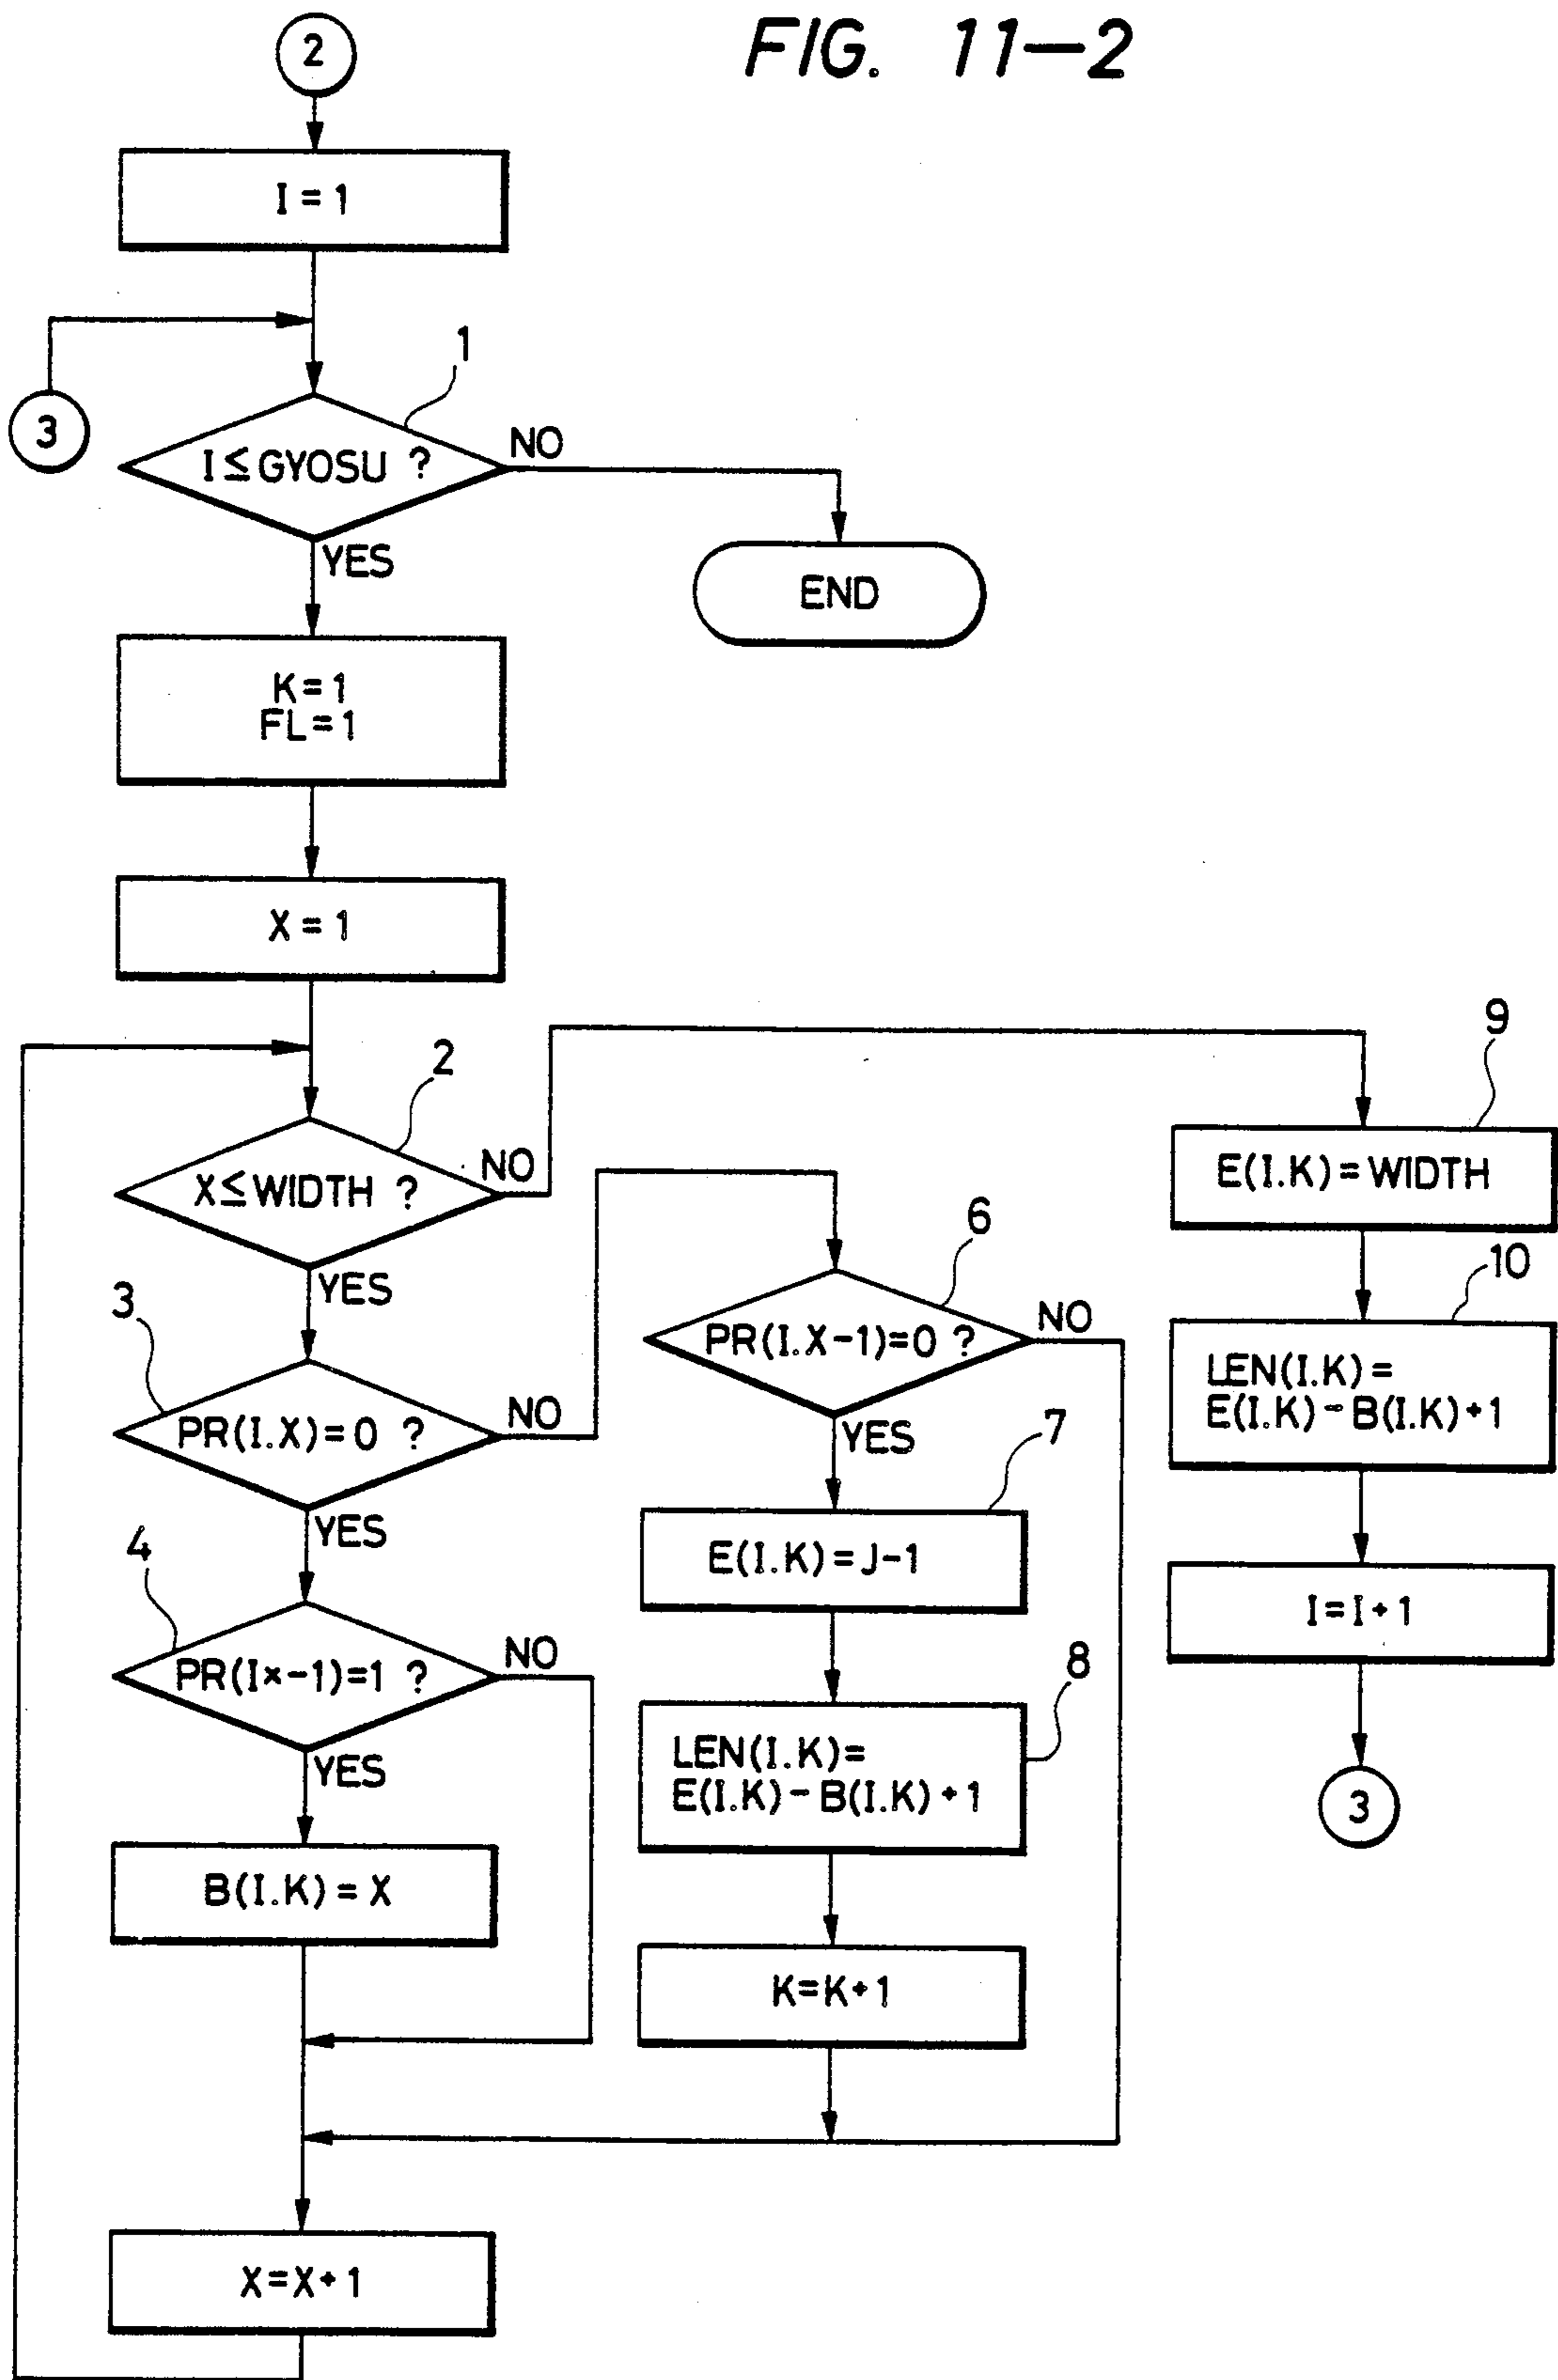 FIG. 11-2
2
I = 1
3
1
I≤GYOSU ?
NO
YES
END
K=1
FL=1
X = 1
2
X≤WIDTH ?
NO
YES
9
E(I.K)=WIDTH
10
LEN(I.K)=
E(I.K)-B(I.K)+1
I=I+1
3
3
PR(I.X)=0 ?
NO
YES
6
PR(I.X-1)=0 ?
NO
YES
7
E(I.K)=J-1
8
LEN(I.K)=
E(I.K)-B(I.K)+1
K=K+1
4
PR(I×-1)=1 ?
NO
YES
B(I.K)=X
X=X+1